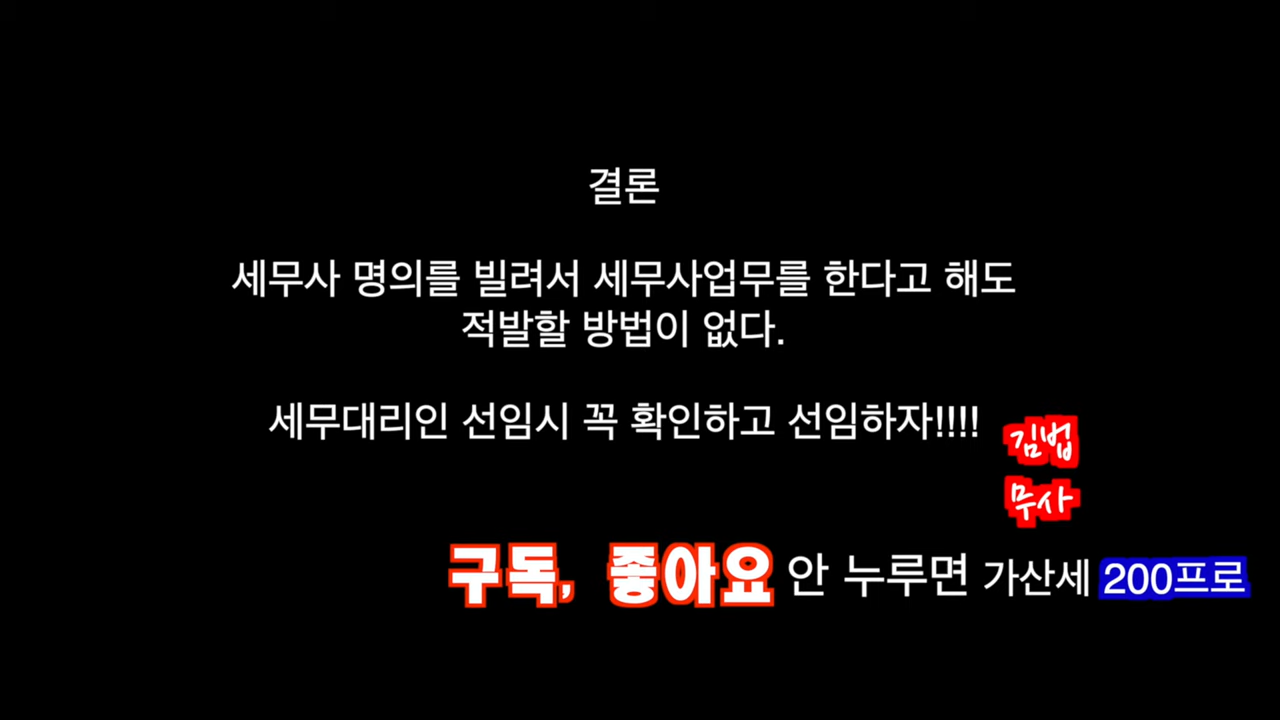 결론
세무사 명의를 빌려서 세무사업무를 한다고 해도
적발할 방법이 없다.
세무대리인 선임시 꼭 확인하고 선임하자!!!!
김법
무사
구독, 좋아요 안 누루면 가산세 200프로